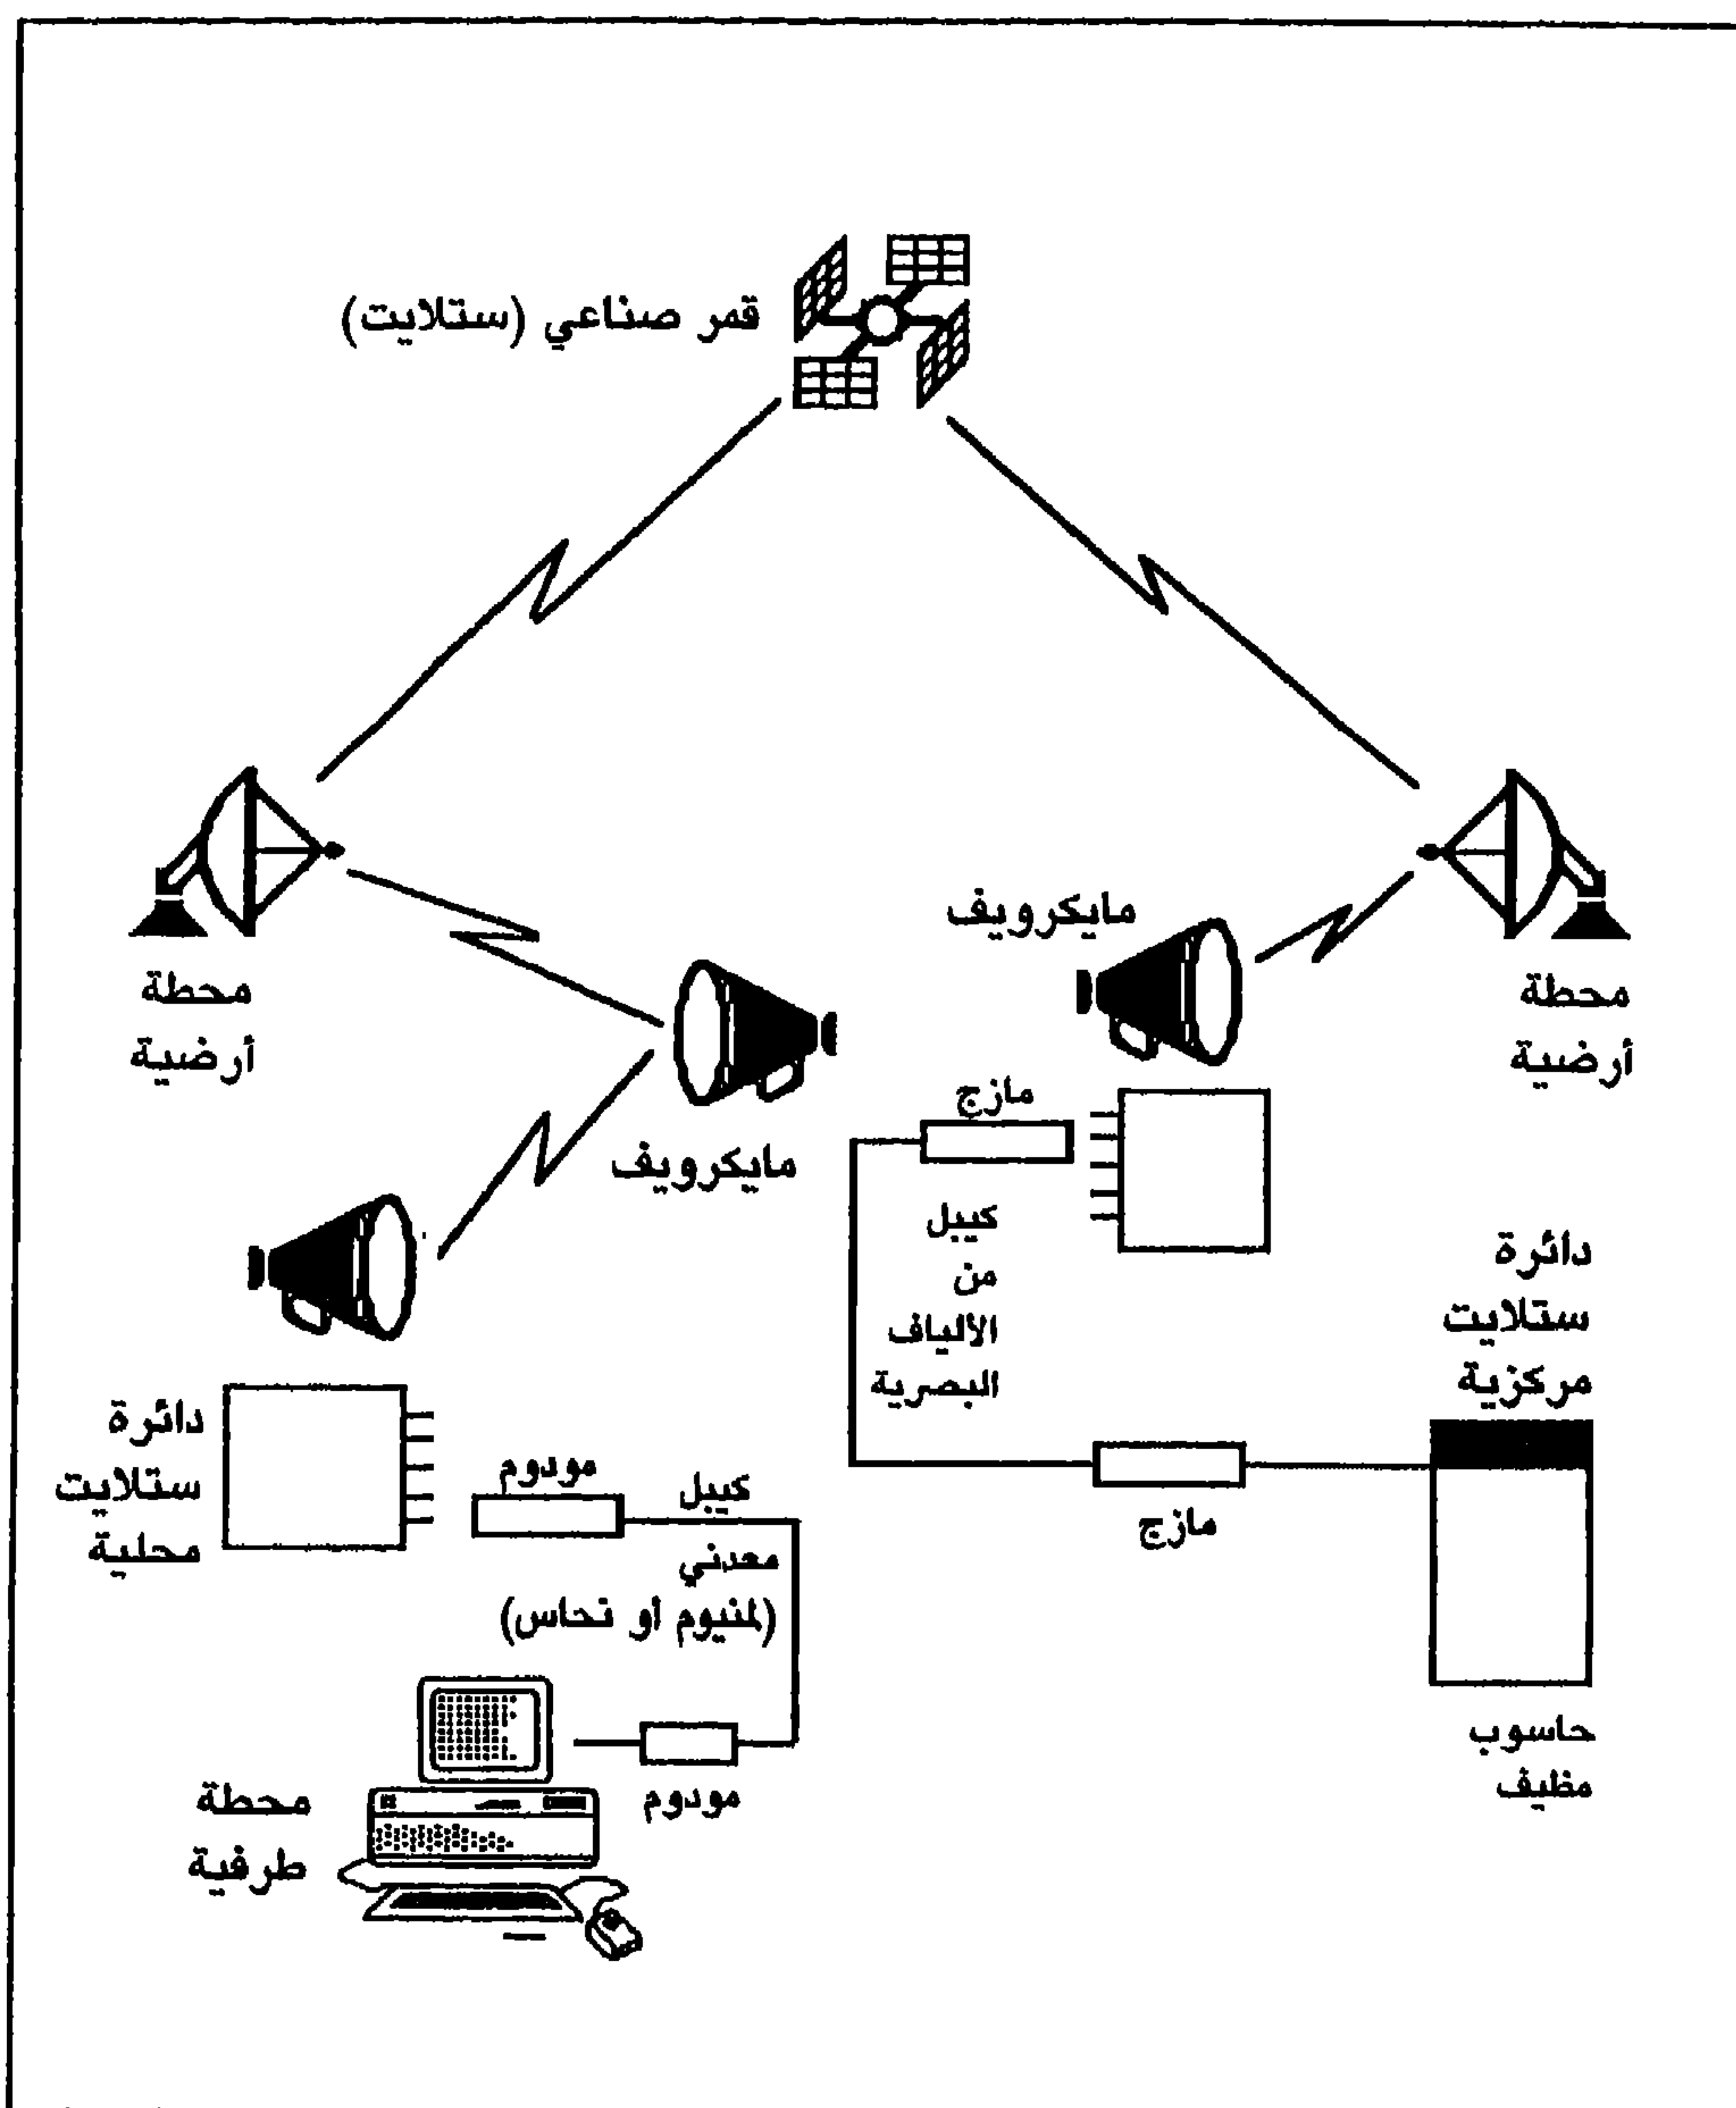 قمر صناعي (ستلايت)
محطة
أرضية
مايكرويف
محطة
أرضية
مايكرويف
مازج
كيبل
من
الألياف
البصرية
دائرة
ستلايت
مركزية
مازج
حاسوب
مظيف
دائرة
ستلايت
محلية
مودوم
كيبل
معدني
(لمنيوم او نحاس)
مودوم
محطة
طرفية